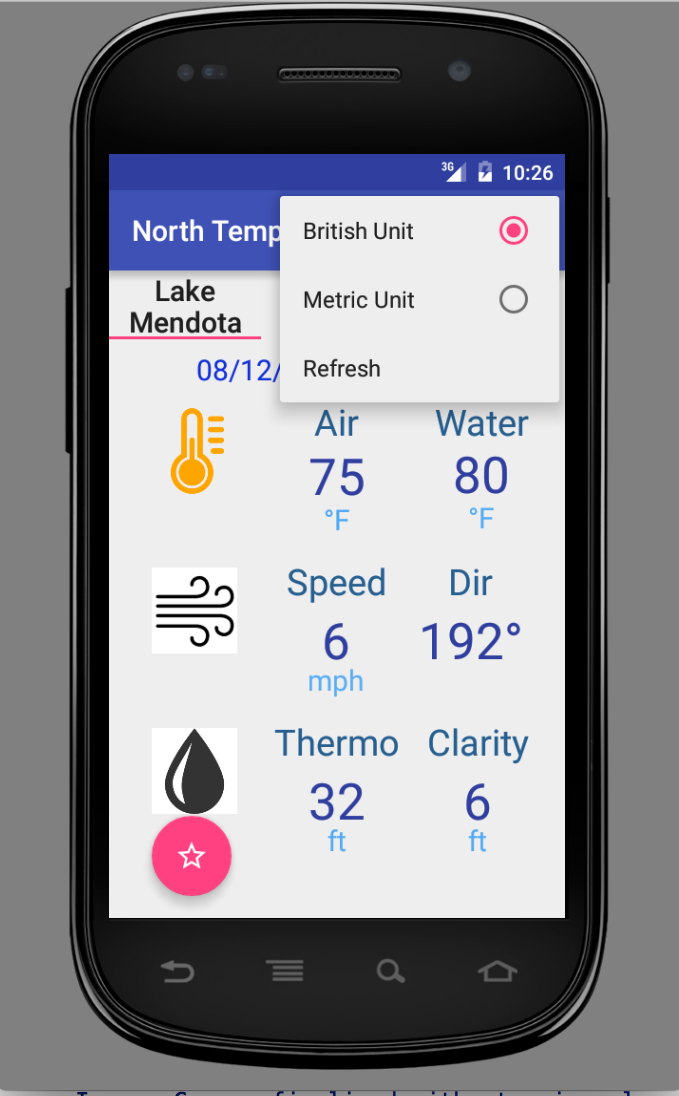 3G 10:26
North Temp
British Unit
Metric Unit
Refresh
Lake
Mendota
08/12/
Air Water
75 80
°F °F
Speed Dir
6 192°
mph
Thermo Clarity
32 6
ft ft